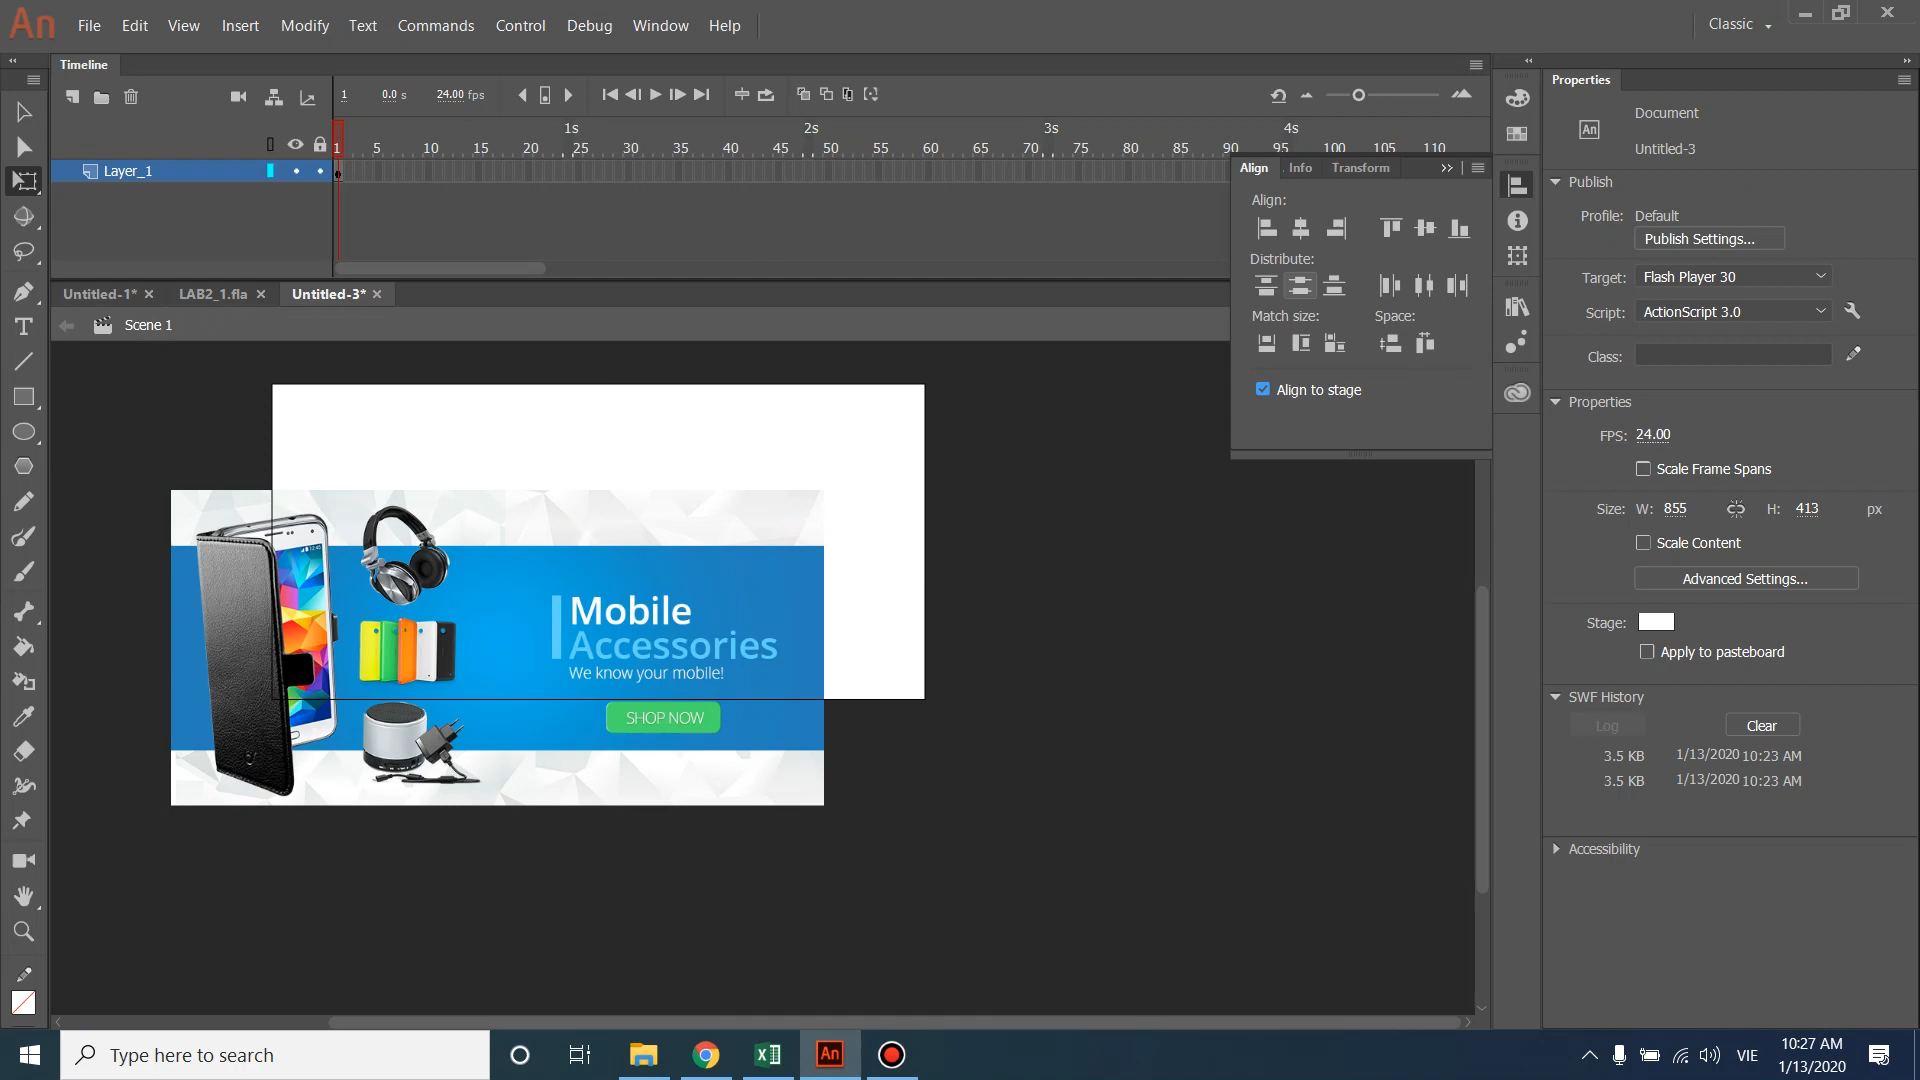 An File Edit View Insert Modify Text Commands Control Debug Window Help Classic
Timeline
1 0.0 s 24.00 fps
1s 2s 3s 4s
1 5 10 15 20 25 30 35 40 45 50 55 60 65 70 75 80 85 90 95 100 105 110
Layer_1
Untitled-1* LAB2_1.fla Untitled-3*
Scene 1
Mobile
Accessories
We know your mobile!
SHOP NOW
Align Info Transform
Align:
Distribute:
Match size: Space:
Align to stage
Properties
An Document
Untitled-3
Publish
Profile: Default
Publish Settings...
Target: Flash Player 30
Script: ActionScript 3.0
Class:
Properties
FPS: 24.00
Scale Frame Spans
Size: W: 855 H: 413 px
Scale Content
Advanced Settings...
Stage:
Apply to pasteboard
SWF History
Log Clear
3.5 KB 1/13/2020 10:23 AM
3.5 KB 1/13/2020 10:23 AM
Accessibility
Type here to search
An
VIE
10:27 AM
1/13/2020